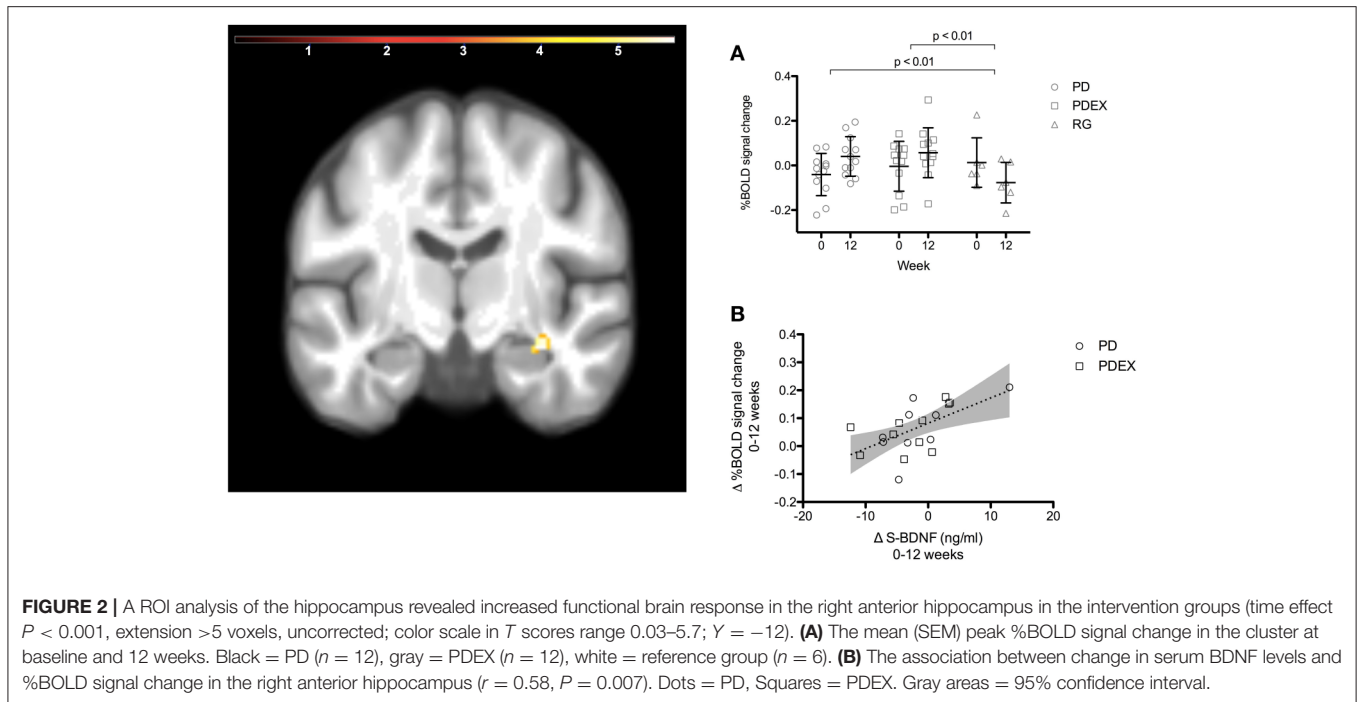 1 2 3 4 5
A
p < 0.01
p < 0.01
%BOLD signal change
0.4
0.2
0.0
-0.2
0 12 0 12 0 12
Week
PD
PDEX
RG
B
Δ %BOLD signal change
0-12 weeks
0.4
0.3
0.2
0.1
0.0
-0.1
-0.2
-20 -10 0 10 20
Δ S-BDNF (ng/ml)
0-12 weeks
PD
PDEX
FIGURE 2 | A ROI analysis of the hippocampus revealed increased functional brain response in the right anterior hippocampus in the intervention groups (time effect
P < 0.001, extension >5 voxels, uncorrected; color scale in T scores range 0.03–5.7; Y = −12). (A) The mean (SEM) peak %BOLD signal change in the cluster at
baseline and 12 weeks. Black = PD (n = 12), gray = PDEX (n = 12), white = reference group (n = 6). (B) The association between change in serum BDNF levels and
%BOLD signal change in the right anterior hippocampus (r = 0.58, P = 0.007). Dots = PD, Squares = PDEX. Gray areas = 95% confidence interval.